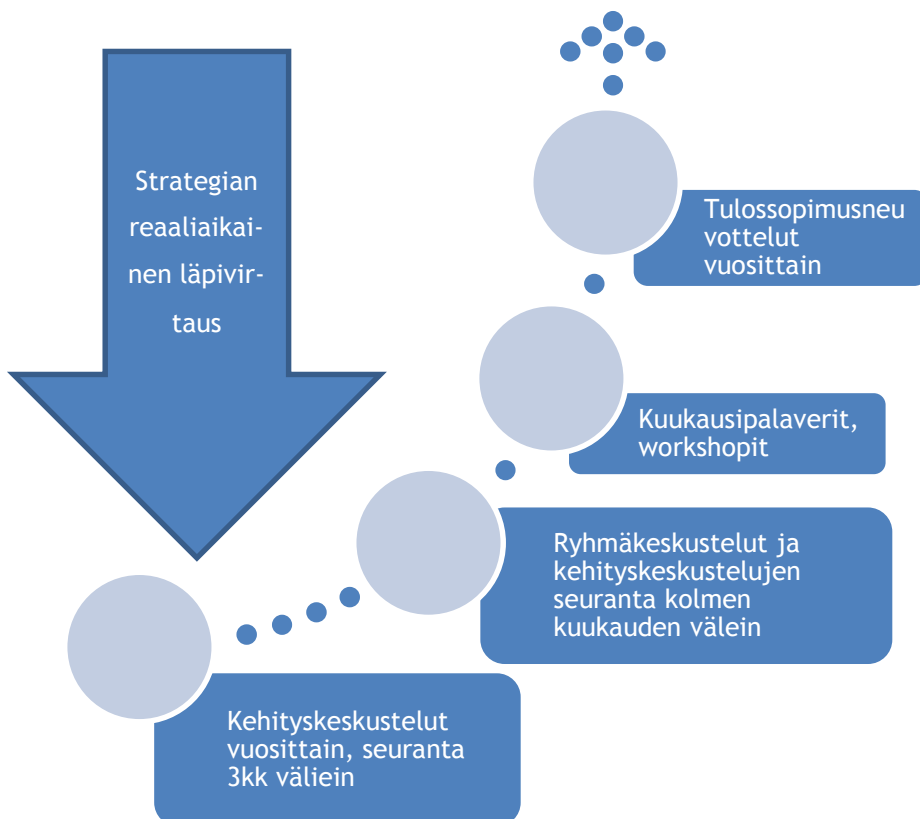 Strategian
reaaliaikai-
nen läpivir-
taus
Tulossopimusneu
vottelut
vuosittain
Kuukausipalaverit,
workshopit
Ryhmäkeskustelut ja
kehityskeskustelujen
seuranta kolmen
kuukauden välein
Kehityskeskustelut
vuosittain, seuranta
3kk väliein